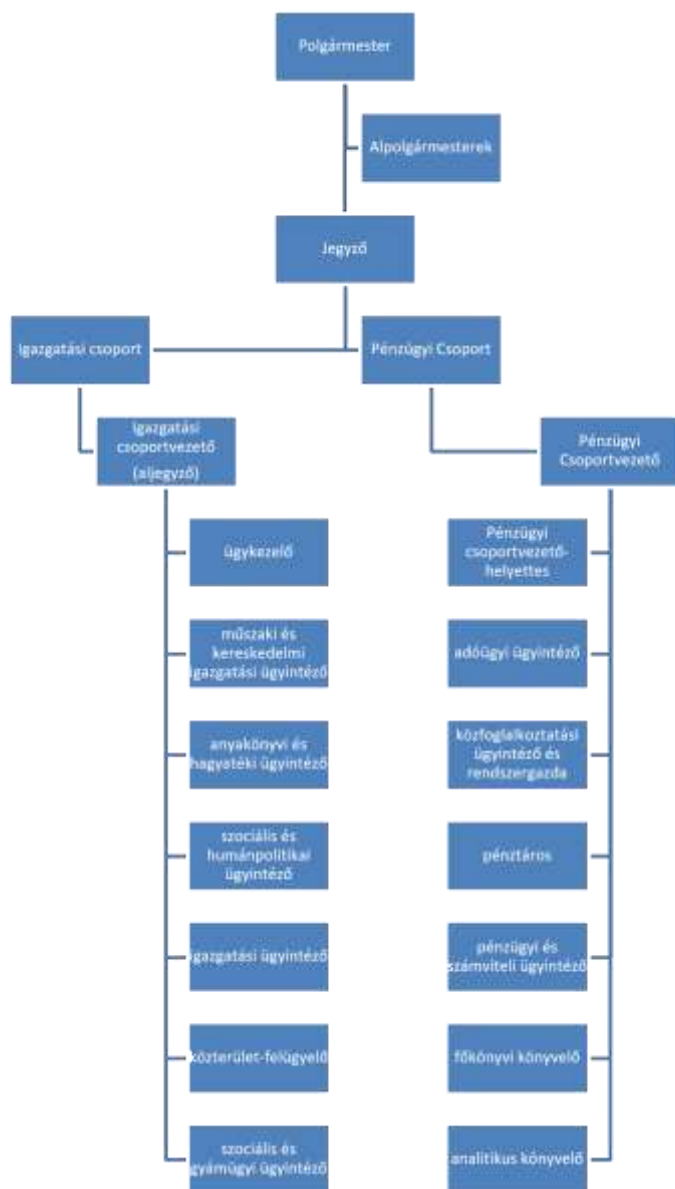 Polgármester
Alpolgármesterek
Jegyző
Igazgatási csoport
Pénzügyi Csoport
Igazgatási
csoportvezető
(aljegyző)
Pénzügyi
Csoportvezető
ügykezelő
műszaki és
kereskedelmi
igazgatási ügyintéző
anyakönyvi és
hagyatéki ügyintéző
szociális és
humánpolitikai
ügyintéző
igazgatási ügyintéző
közterület-felügyelő
szociális és
gyámügyi ügyintéző
Pénzügyi
csoportvezető-
helyettes
adóügyi ügyintéző
közfoglalkoztatási
ügyintéző és
rendszergazda
pénztáros
pénzügyi és
számviteli ügyintéző
főkönyvi könyvelő
analitikus könyvelő